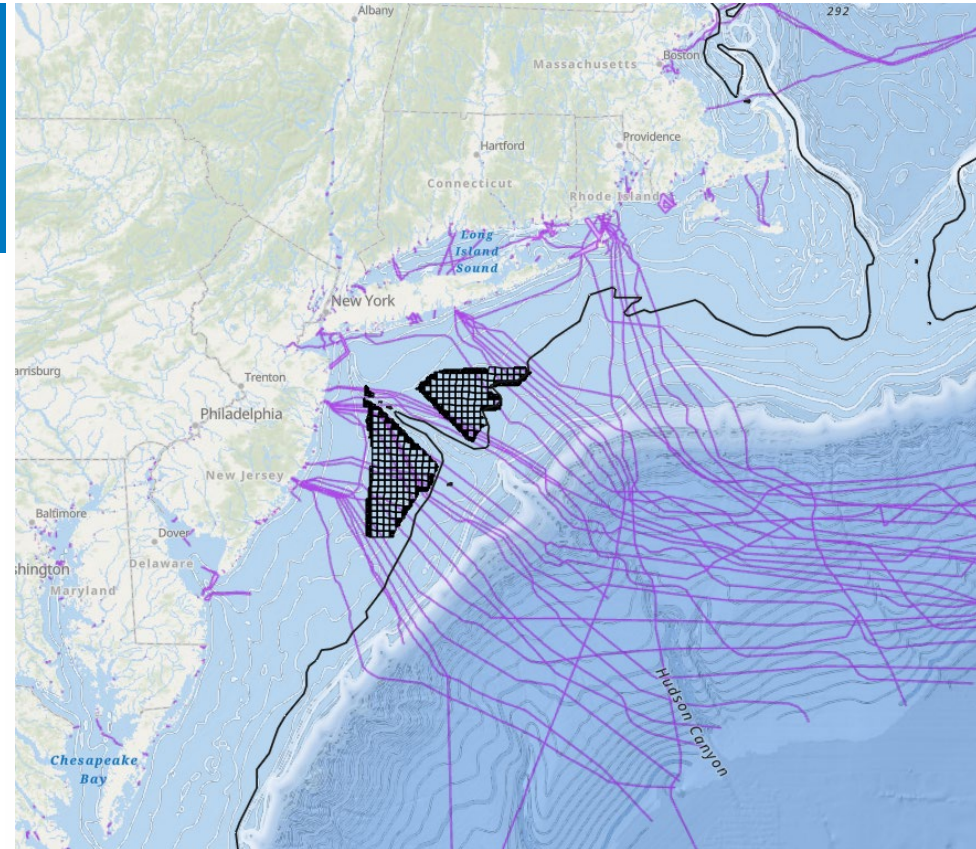 Albany
292
Massachusetts
Boston
Providence
Hartford
Connecticut
Rhode Island
Long
Island
Sound
New York
arrisburg
Trenton
Philadelphia
New Jersey
Baltimore
Dover
shington
Delaware
Maryland
Hudson Canyon
Chesapeake
Bay